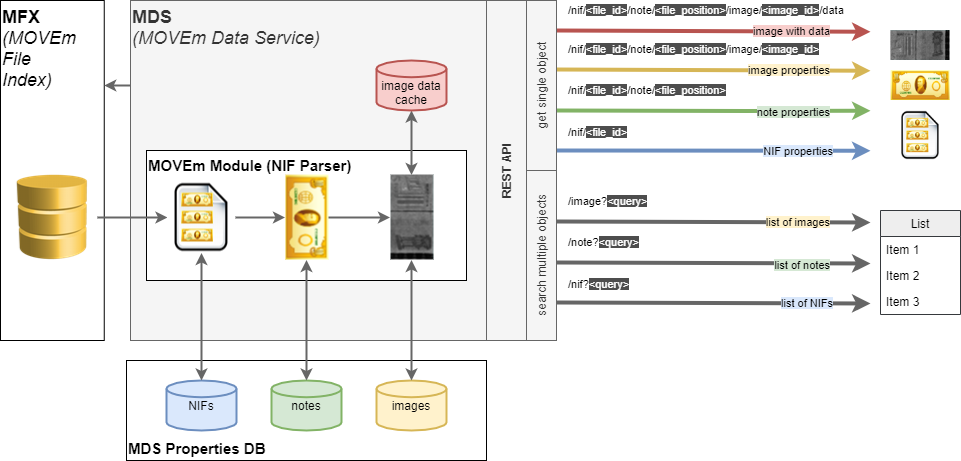 MFX
(MOVEm
File
Index)
MDS
(MOVEm Data Service)
image data
cache
MOVEm Module (NIF Parser)
NIFs
notes
images
MDS Properties DB
REST API
get single object
search multiple objects
/nif/<file_id>/note/<file_position>/image/<image_id>/data
image with data
/nif/<file_id>/note/<file_position>/image/<image_id>
image properties
/nif/<file_id>/note/<file_position>
note properties
/nif/<file_id>
NIF properties
/image?<query>
list of images
/note?<query>
list of notes
/nif?<query>
list of NIFs
List
Item 1
Item 2
Item 3